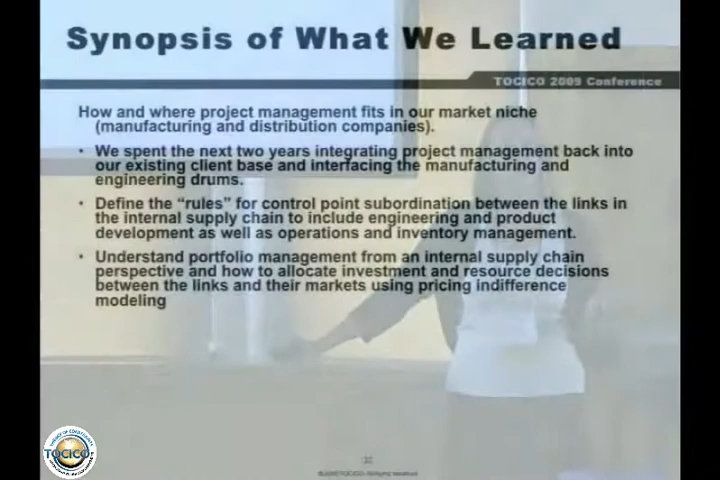 Synopsis of What We Learned
TOCICO 2009 Conference
How and where project management fits in our market niche
(manufacturing and distribution companies).
• We spent the next two years integrating project management back into
our existing client base and interfacing the manufacturing and
engineering drums.
• Define the “rules” for control point subordination between the links in
the internal supply chain to include engineering and product
development as well as operations and inventory management.
• Understand portfolio management from an internal supply chain
perspective and how to allocate investment and resource decisions
between the links and their markets using pricing indifference
modeling
TOCICO